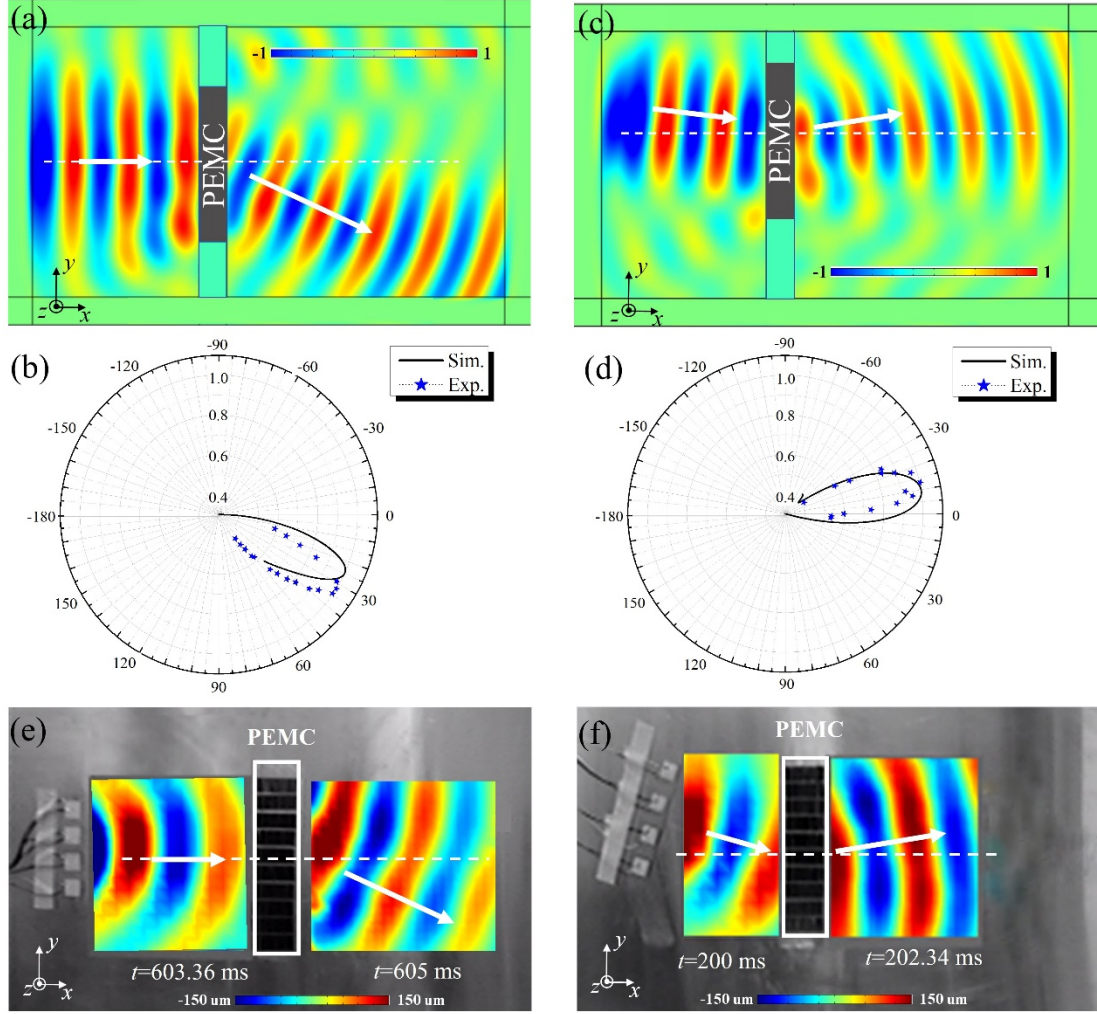 (a)
PEMC
-1 1
y
z x
(c)
PEMC
-1 1
y
z x
(b)
-90
-120 -60
-150 -30
-180 0
150 30
120 60
90
1.0
0.8
0.6
0.4
Sim.
Exp.
(d)
-90
-120 -60
-150 -30
-180 0
150 30
120 60
90
1.0
0.8
0.6
0.4
Sim.
Exp.
(e)
PEMC
y
z x
t=603.36 ms t=605 ms
-150 um 150 um
(f)
PEMC
y
z x
t=200 ms t=202.34 ms
-150 um 150 um